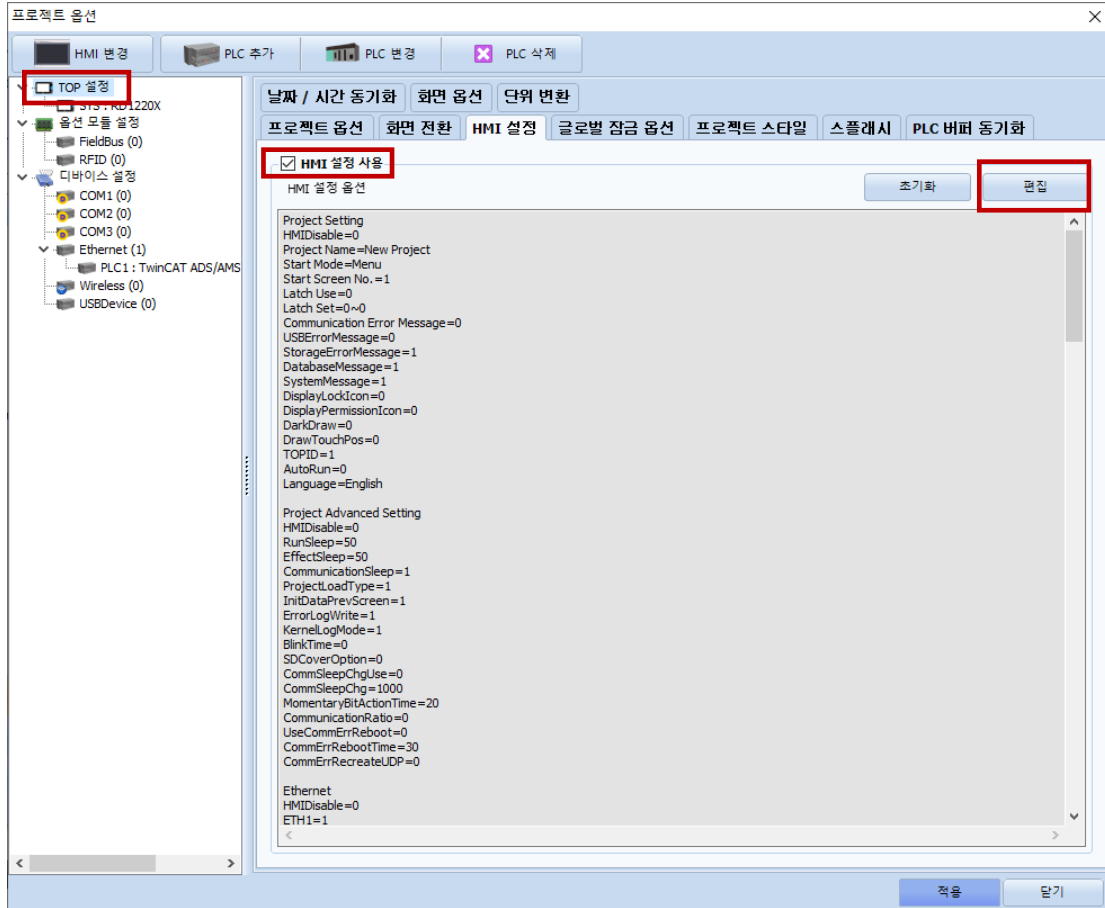 프로젝트 옵션
HMI 변경
PLC 추가
PLC 변경
PLC 삭제
TOP 설정
SYS : RD1220X
옵션 모듈 설정
FieldBus (0)
RFID (0)
디바이스 설정
COM1 (0)
COM2 (0)
COM3 (0)
Ethernet (1)
PLC1 : TwinCAT ADS/AMS
Wireless (0)
USBDevice (0)
날짜 / 시간 동기화 화면 옵션 단위 변환
프로젝트 옵션 화면 전환 HMI 설정 글로벌 잠금 옵션 프로젝트 스타일 스플래시 PLC 버퍼 동기화
HMI 설정 사용
HMI 설정 옵션
초기화
편집
Project Setting
HMIDisable=0
Project Name=New Project
Start Mode=Menu
Start Screen No.=1
Latch Use=0
Latch Set=0~0
Communication Error Message=0
USBErrorMessage=0
StorageErrorMessage=1
DatabaseMessage=1
SystemMessage=1
DisplayLockIcon=0
DisplayPermissionIcon=0
DarkDraw=0
DrawTouchPos=0
TOPID=1
AutoRun=0
Language=English
Project Advanced Setting
HMIDisable=0
RunSleep=50
EffectSleep=50
CommunicationSleep=1
ProjectLoadType=1
InitDataPrevScreen=1
ErrorLogWrite=1
KernelLogMode=1
BlinkTime=0
SDCoverOption=0
CommSleepChgUse=0
CommSleepChg=1000
MomentaryBitActionTime=20
CommunicationRatio=0
UseCommErrReboot=0
CommErrRebootTime=30
CommErrRecreateUDP=0
Ethernet
HMIDisable=0
ETH1=1
적용
닫기